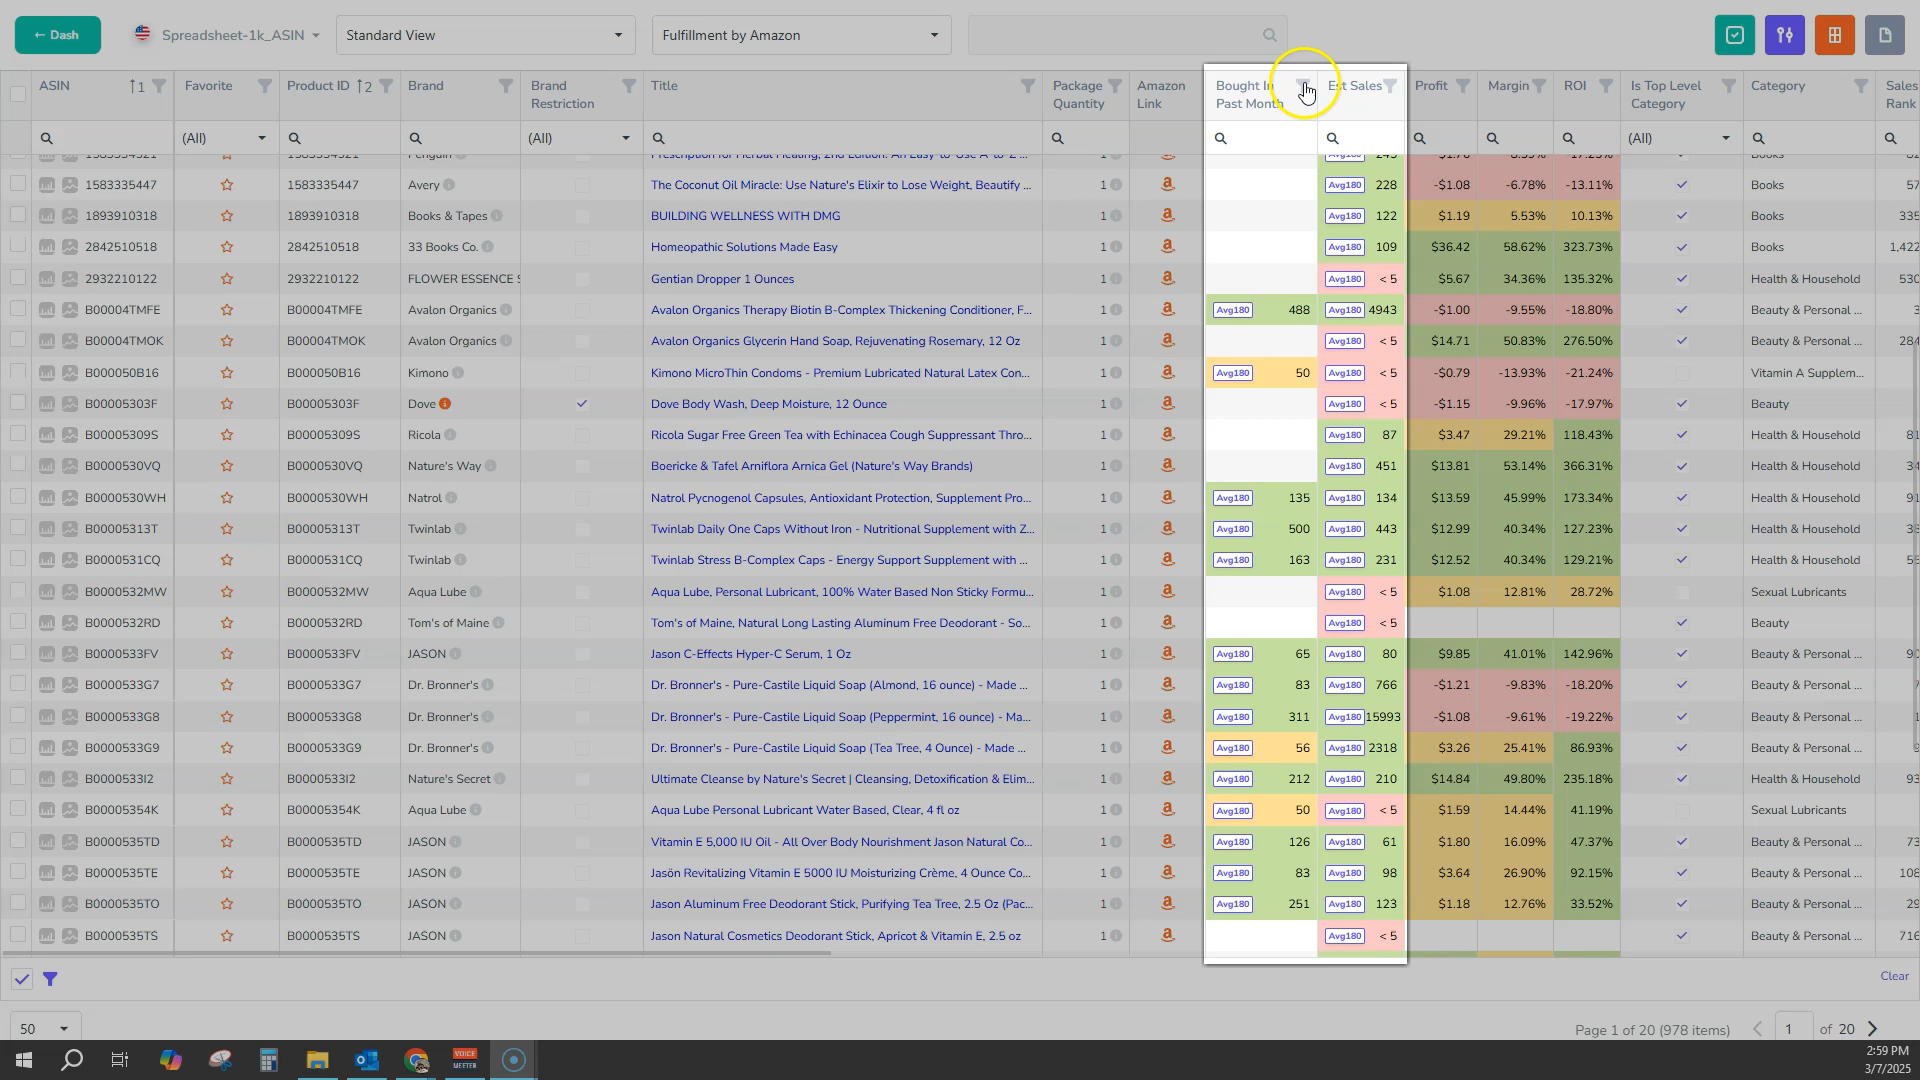 ← Dash
Spreadsheet-1k_ASIN
Standard View
Fulfillment by Amazon
ASIN 1 Favorite Product ID 2 Brand Brand Restriction Title Package Quantity Amazon Link Bought In Past Month Est Sales Profit Margin ROI Is Top Level Category Category Sales Rank
(All) (All) (All)
1583335447 1583335447 Avery The Coconut Oil Miracle: Use Nature's Elixir to Lose Weight, Beautify ... 1 Avg180 228 -$1.08 -6.78% -13.11% Books 57
1893910318 1893910318 Books & Tapes BUILDING WELLNESS WITH DMG 1 Avg180 122 $1.19 5.53% 10.13% Books 335
2842510518 2842510518 33 Books Co. Homeopathic Solutions Made Easy 1 Avg180 109 $36.42 58.62% 323.73% Books 1,422
2932210122 2932210122 FLOWER ESSENCE Gentian Dropper 1 Ounces 1 Avg180 < 5 $5.67 34.36% 135.32% Health & Household 530
B00004TMFE B00004TMFE Avalon Organics Avalon Organics Therapy Biotin B-Complex Thickening Conditioner, F... 1 Avg180 488 Avg180 4943 -$1.00 -9.55% -18.80% Beauty & Personal ... 3
B00004TMOK B00004TMOK Avalon Organics Avalon Organics Glycerin Hand Soap, Rejuvenating Rosemary, 12 Oz 1 Avg180 < 5 $14.71 50.83% 276.50% Beauty & Personal ... 284
B000050B16 B000050B16 Kimono Kimono MicroThin Condoms - Premium Lubricated Natural Latex Con... 1 Avg180 50 Avg180 < 5 -$0.79 -13.93% -21.24% Vitamin A Supplem...
B00005303F B00005303F Dove Dove Body Wash, Deep Moisture, 12 Ounce 1 Avg180 < 5 -$1.15 -9.96% -17.97% Beauty
B00005309S B00005309S Ricola Ricola Sugar Free Green Tea with Echinacea Cough Suppressant Thro... 1 Avg180 87 $3.47 29.21% 118.43% Health & Household 81
B0000530VQ B0000530VQ Nature's Way Boericke & Tafel Arniflora Arnica Gel (Nature's Way Brands) 1 Avg180 451 $13.81 53.14% 366.31% Health & Household 34
B0000530WH B0000530WH Natrol Natrol Pycnogenol Capsules, Antioxidant Protection, Supplement Pro... 1 Avg180 135 Avg180 134 $13.59 45.99% 173.34% Health & Household 91
B00005313T B00005313T Twinlab Twinlab Daily One Caps Without Iron - Nutritional Supplement with Z... 1 Avg180 500 Avg180 443 $12.99 40.34% 127.23% Health & Household 38
B0000531CQ B0000531CQ Twinlab Twinlab Stress B-Complex Caps - Energy Support Supplement with ... 1 Avg180 163 Avg180 231 $12.52 40.34% 129.21% Health & Household 55
B0000532MW B0000532MW Aqua Lube Aqua Lube, Personal Lubricant, 100% Water Based Non Sticky Formu... 1 Avg180 < 5 $1.08 12.81% 28.72% Sexual Lubricants
B0000532RD B0000532RD Tom's of Maine Tom's of Maine, Natural Long Lasting Aluminum Free Deodorant - So... 1 Avg180 < 5 Beauty
B0000533FV B0000533FV JASON Jason C-Effects Hyper-C Serum, 1 Oz 1 Avg180 65 Avg180 80 $9.85 41.01% 142.96% Beauty & Personal ... 90
B0000533G7 B0000533G7 Dr. Bronner's Dr. Bronner's - Pure-Castile Liquid Soap (Almond, 16 ounce) - Made ... 1 Avg180 83 Avg180 766 -$1.21 -9.83% -18.20% Beauty & Personal ... 7
B0000533G8 B0000533G8 Dr. Bronner's Dr. Bronner's - Pure-Castile Liquid Soap (Peppermint, 16 ounce) - Ma... 1 Avg180 311 Avg180 15993 -$1.08 -9.61% -19.22% Beauty & Personal ... 1
B0000533G9 B0000533G9 Dr. Bronner's Dr. Bronner's - Pure-Castile Liquid Soap (Tea Tree, 4 Ounce) - Made ... 1 Avg180 56 Avg180 2318 $3.26 25.41% 86.93% Beauty & Personal ...
B0000533I2 B0000533I2 Nature's Secret Ultimate Cleanse by Nature's Secret | Cleansing, Detoxification & Elim... 1 Avg180 212 Avg180 210 $14.84 49.80% 235.18% Health & Household 93
B00005354K B00005354K Aqua Lube Aqua Lube Personal Lubricant Water Based, Clear, 4 fl oz 1 Avg180 50 Avg180 < 5 $1.59 14.44% 41.19% Sexual Lubricants
B0000535TD B0000535TD JASON Vitamin E 5,000 IU Oil - All Over Body Nourishment Jason Natural Co... 1 Avg180 126 Avg180 61 $1.80 16.09% 47.37% Beauty & Personal ... 73
B0000535TE B0000535TE JASON Jasön Revitalizing Vitamin E 5000 IU Moisturizing Crème, 4 Ounce Co... 1 Avg180 83 Avg180 98 $3.64 26.90% 92.15% Beauty & Personal ... 108
B0000535TO B0000535TO JASON Jason Aluminum Free Deodorant Stick, Purifying Tea Tree, 2.5 Oz (Pac... 1 Avg180 251 Avg180 123 $1.18 12.76% 33.52% Beauty & Personal ... 29
B0000535TS B0000535TS JASON Jason Natural Cosmetics Deodorant Stick, Apricot & Vitamin E, 2.5 oz 1 Avg180 < 5 Beauty & Personal ... 716
Clear
50 Page 1 of 20 (978 items) 1 of 20
VOICE
MEETER
2:59 PM
3/7/2025